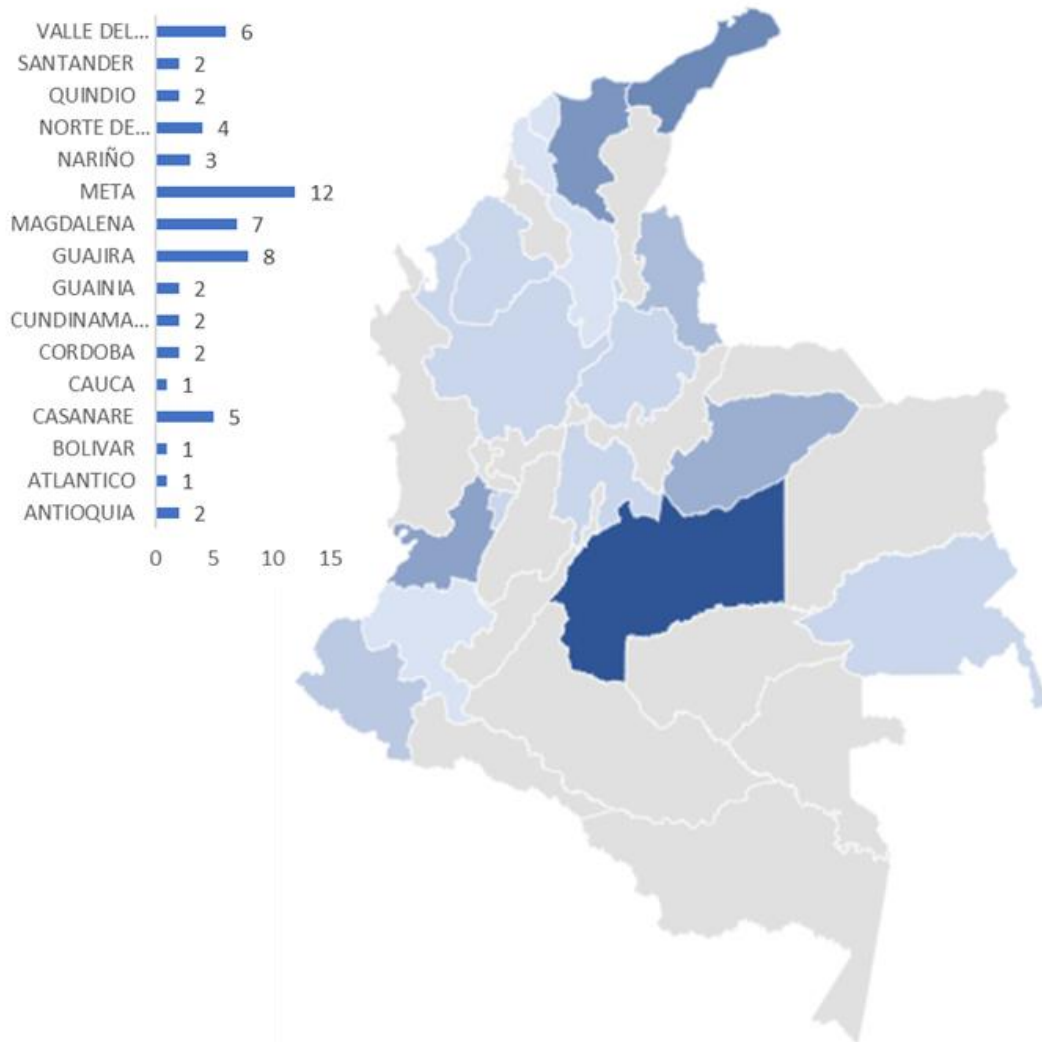 VALLE DEL... 6
SANTANDER 2
QUINDIO 2
NORTE DE... 4
NARIÑO 3
META 12
MAGDALENA 7
GUAJIRA 8
GUAINIA 2
CUNDINAMA... 2
CORDOBA 2
CAUCA 1
CASANARE 5
BOLIVAR 1
ATLANTICO 1
ANTIOQUIA 2
0 5 10 15